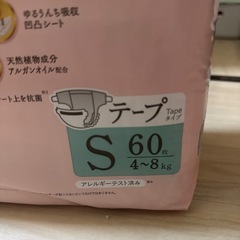 ゆるうんち吸収
凹凸シート
天然植物成分
アルガンオイル配合
ート上を抗菌
テープ
Tape
タイプ
S 60枚
4~8kg
アレルギーテスト済み